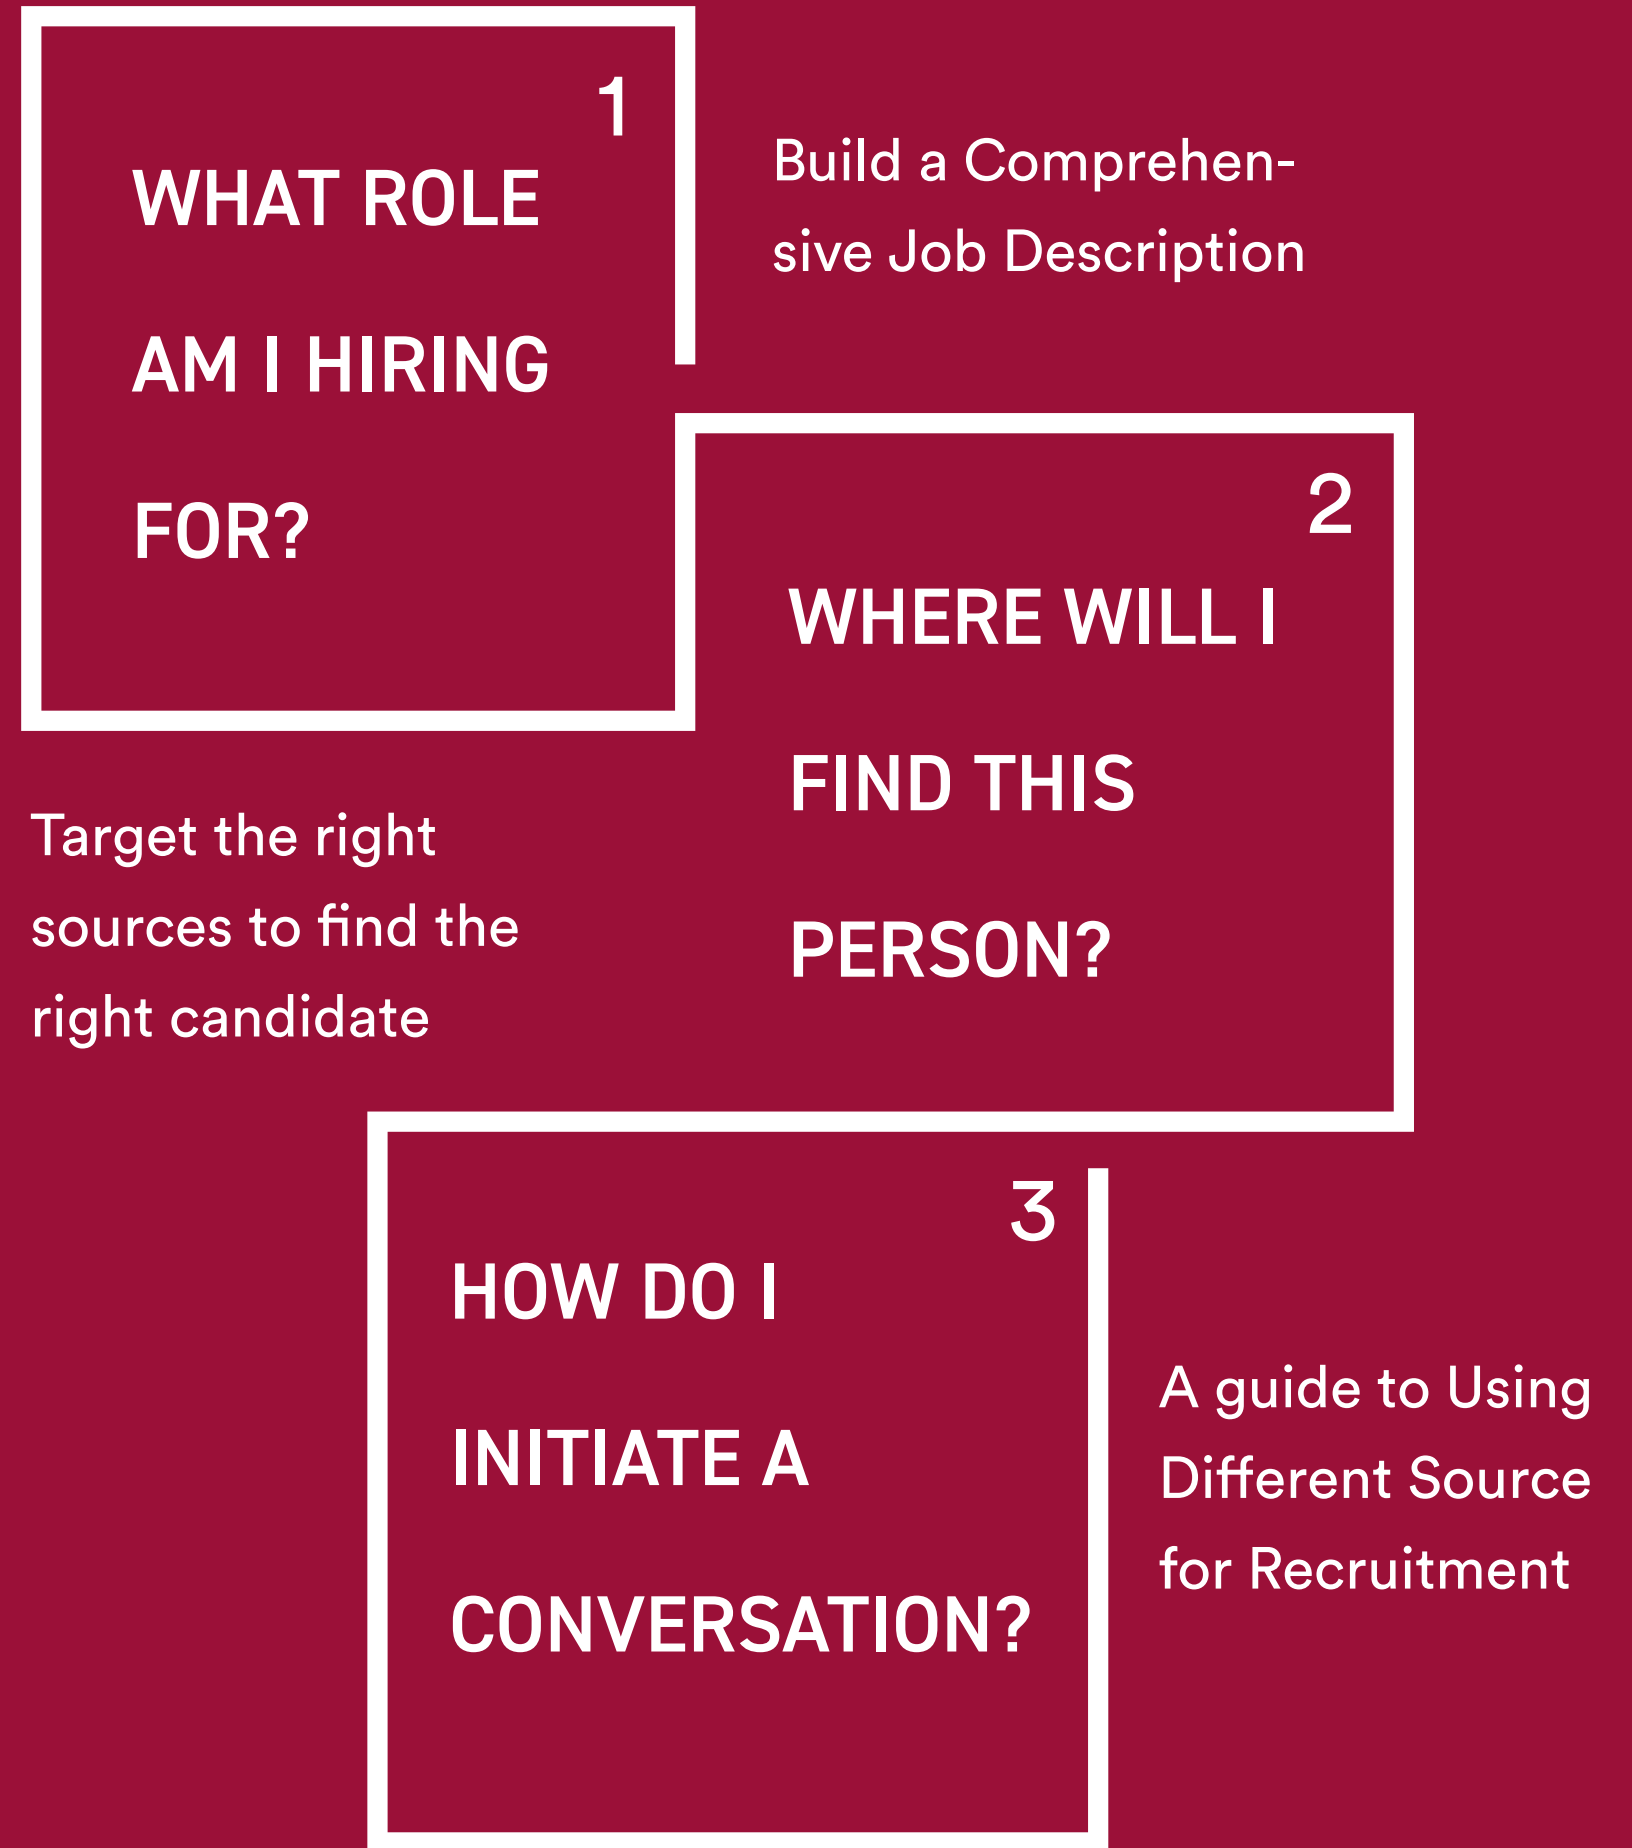 1
WHAT ROLE
AM I HIRING
FOR?
Build a Comprehen-
sive Job Description
2
WHERE WILL I
FIND THIS
PERSON?
Target the right
sources to find the
right candidate
3
HOW DO I
INITIATE A
CONVERSATION?
A guide to Using
Different Source
for Recruitment